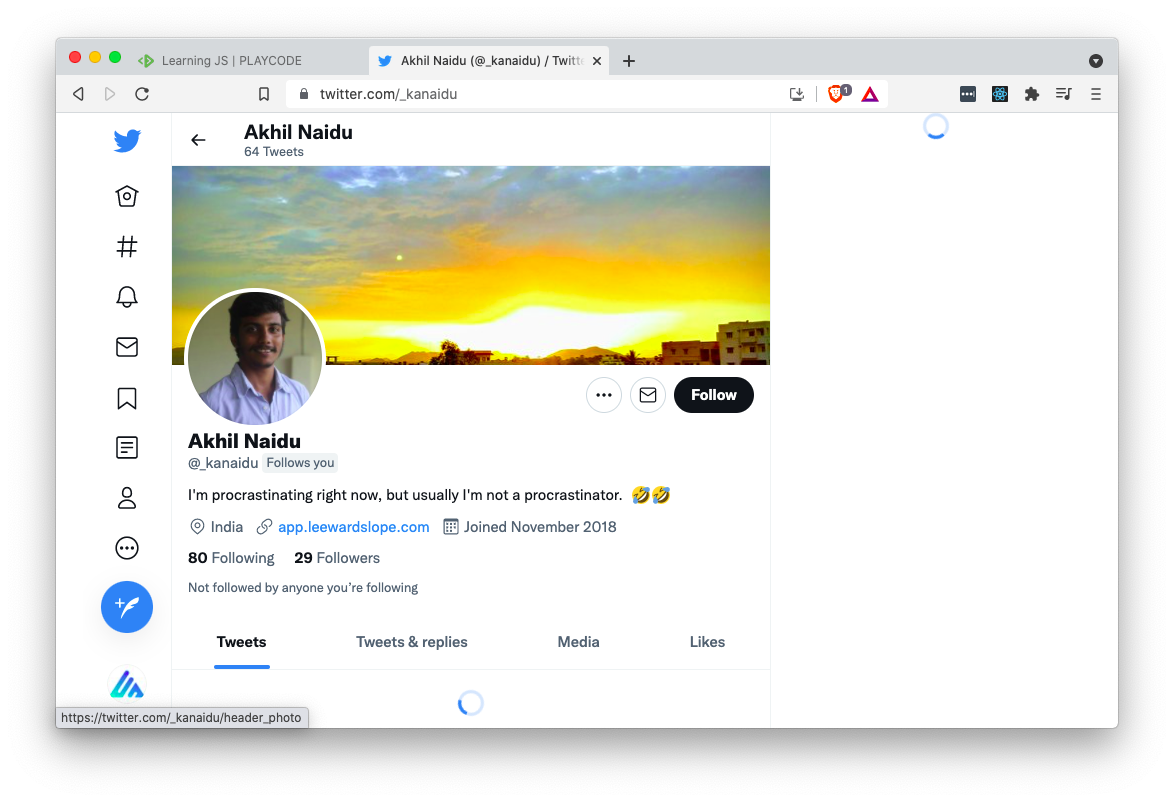 Learning JS | PLAYCODE
Akhil Naidu (@_kanaidu) / Twitte
twitter.com/_kanaidu
1
Akhil Naidu
64 Tweets
Follow
Akhil Naidu
@_kanaidu Follows you
I'm procrastinating right now, but usually I'm not a procrastinator. 🤣🤣
India app.leewardslope.com Joined November 2018
80 Following 29 Followers
Not followed by anyone you're following
Tweets Tweets & replies Media Likes
https://twitter.com/_kanaidu/header_photo